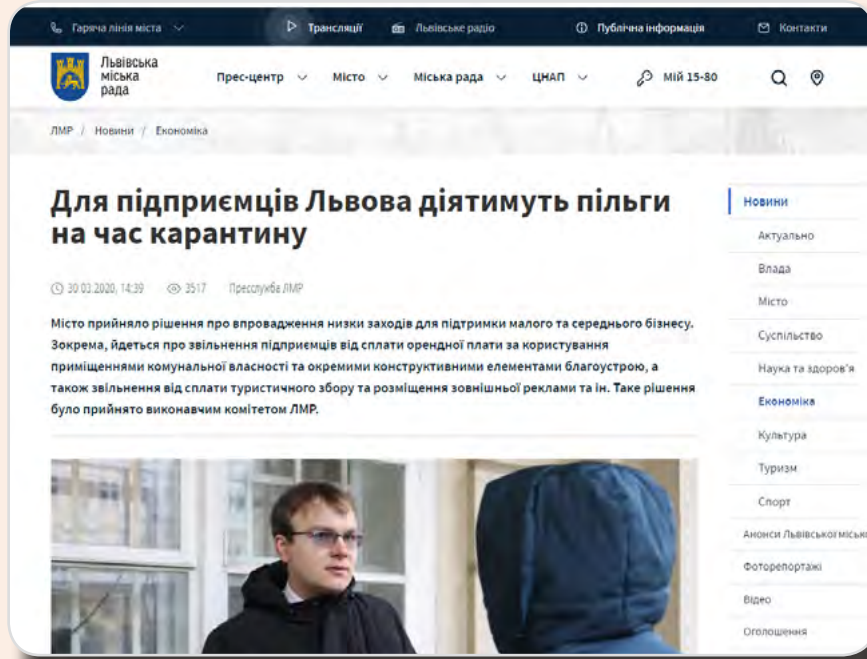 Гаряча лінія міста
Трансляції
Львівське радіо
Публічна інформація
Контакти
Львівська
міська
рада
Прес-центр
Місто
Міська рада
ЦНАП
Мій 15-80
ЛМР / Новини / Економіка
Для підприємців Львова діятимуть пільги
на час карантину
30.03.2020, 14:39
3517
Пресслужба ЛМР
Місто прийняло рішення про впровадження низки заходів для підтримки малого та середнього бізнесу.
Зокрема, йдеться про звільнення підприємців від сплати орендної плати за користування
приміщеннями комунальної власності та окремими конструктивними елементами благоустрою, а
також звільнення від сплати туристичного збору та розміщення зовнішньої реклами та ін. Таке рішення
було прийнято виконавчим комітетом ЛМР.
Новини
Актуально
Влада
Місто
Суспільство
Наука та здоров'я
Економіка
Культура
Туризм
Спорт
Анонси Львівської місько
Фоторепортажі
Відео
Оголошення